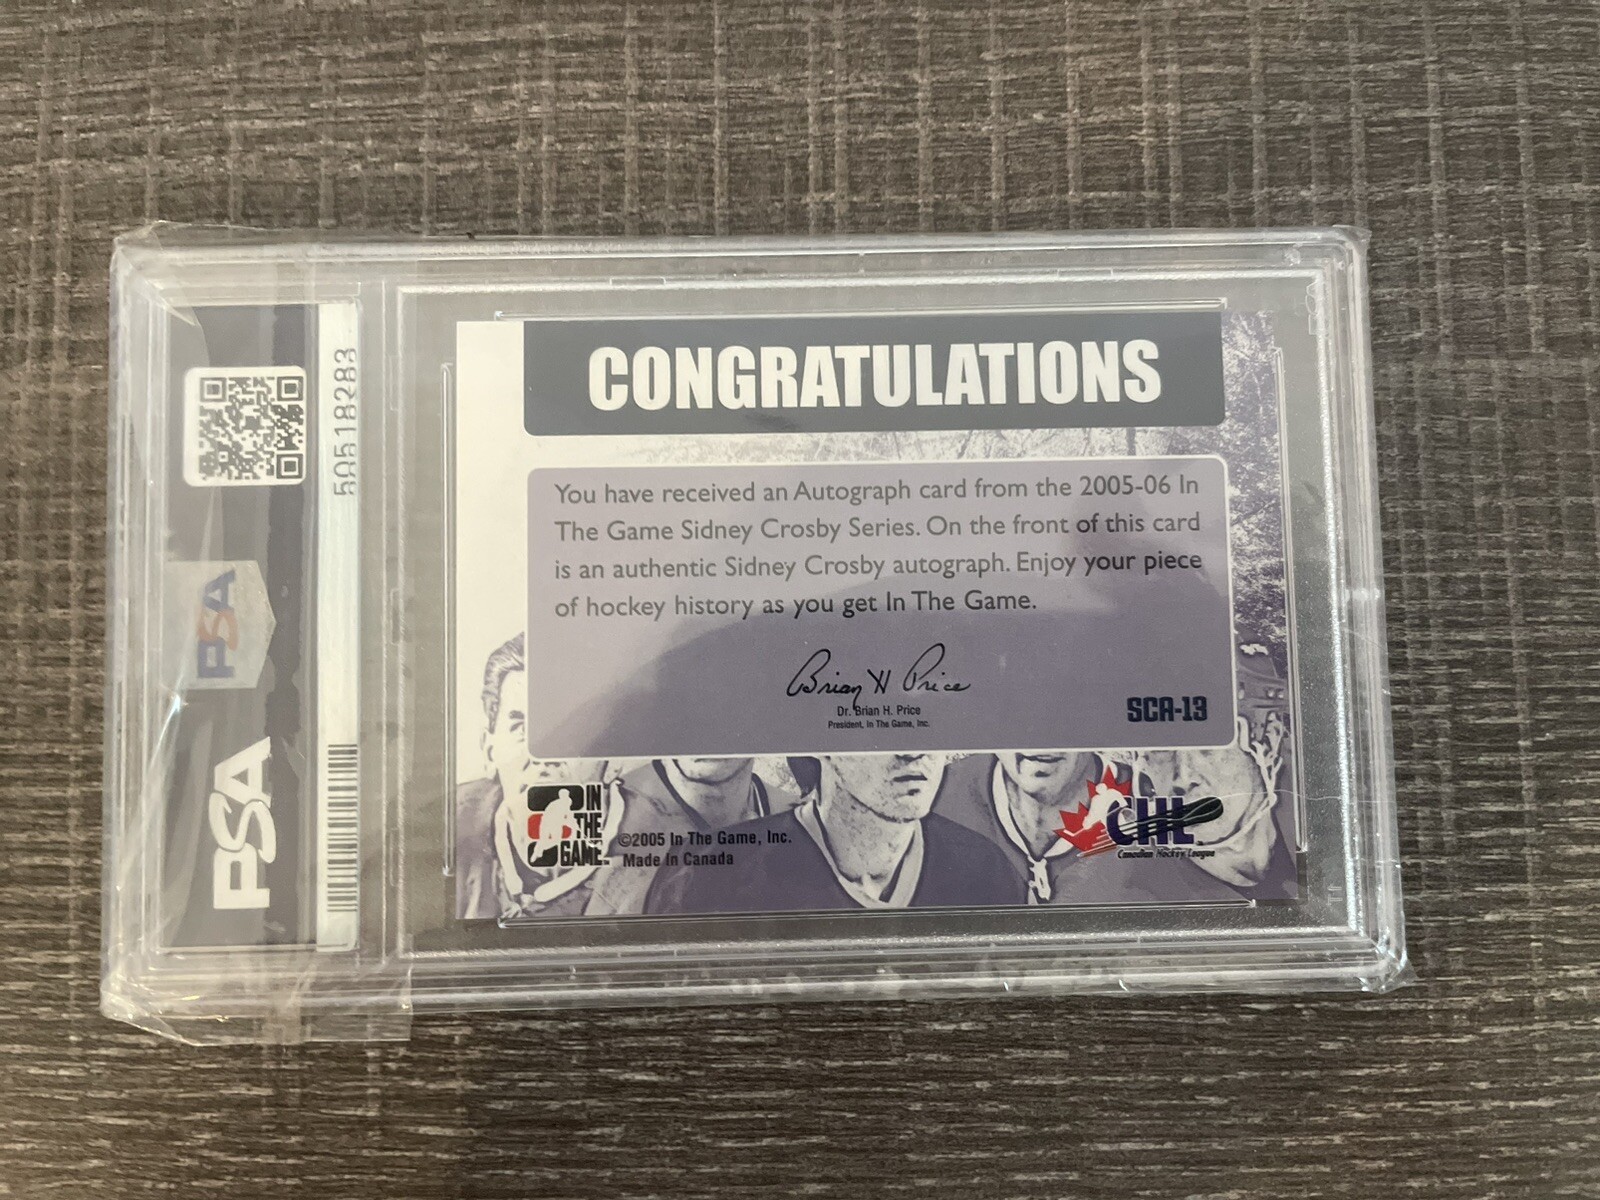 CONGRATULATIONS
You have received an Autograph card from the 2005-06 In
The Game Sidney Crosby Series. On the front of this card
is an authentic Sidney Crosby autograph. Enjoy your piece
of hockey history as you get In The Game.
Brian H Price
Dr. Brian H. Price
President, In The Game, Inc.
SCA-13
IN
THE
GAME
©2005 In The Game, Inc.
Made In Canada
CHL
Canadian Hockey League
50518283
PSA
PSA